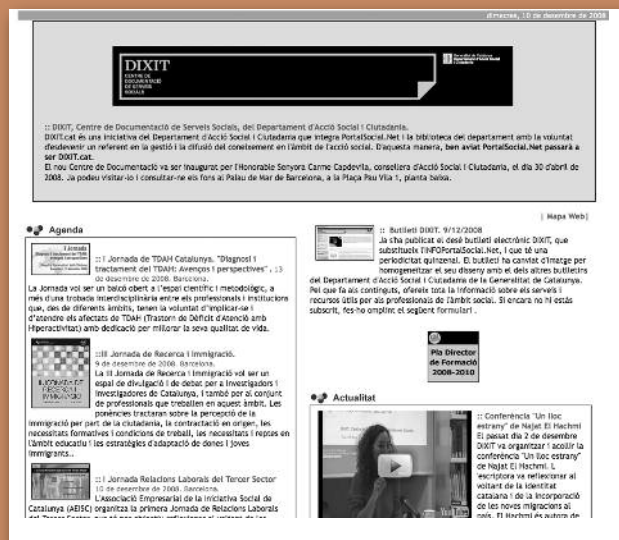 dimecres, 10 de desembre de 2008
DIXIT
CENTRE DE
DOCUMENTACIÓ
DE SERVEIS
SOCIALS
Generalitat de Catalunya
Departament d'Acció Social
i Ciutadania
:: DIXIT, Centre de Documentació de Serveis Socials, del Departament d'Acció Social i Ciutadania.
DIXIT.cat és una iniciativa del Departament d'Acció Social i Ciutadania que integra PortalSocial.Net i la biblioteca del departament amb la voluntat
d'esdevenir un referent en la gestió i la difusió del coneixement en l'àmbit de l'acció social. D'aquesta manera, ben aviat PortalSocial.Net passarà a
ser DIXIT.cat.
El nou Centre de Documentació va ser inaugurat per l'Honorable Senyora Carme Capdevila, consellera d'Acció Social i Ciutadania, el dia 30 d'abril de
2008. Ja podeu visitar-lo i consultar-ne els fons al Palau de Mar de Barcelona, a la Plaça Pau Vila 1, planta baixa.
| Mapa Web|
Agenda
I Jornada
:: I Jornada de TDAH Catalunya. "Diagnosi i
tractament del TDAH: Avenços i perspectives" , 13
de desembre de 2008. Barcelona.
La Jornada vol ser un balcó obert a l'espai científic i metodològic, a
més d'una trobada interdisciplinària entre els professionals i institucions
que, des de diferents àmbits, tenen la voluntat d'implicar-se i
d'atendre els afectats de TDAH (Trastorn de Dèficit d'Atenció amb
Hiperactivitat) amb dedicació per millorar la seva qualitat de vida.
II JORNADA DE
RECERCA I
IMMIGRACIÓ
::III Jornada de Recerca i Immigració.
9 de desembre de 2008. Barcelona.
La III Jornada de Recerca i Immigració vol ser un
espai de divulgació i de debat per a investigadors i
investigadores de Catalunya, i també per al conjunt
de professionals que treballen en aquest àmbit. Les
ponències tractaran sobre la percepció de la
immigració per part de la ciutadania, la contractació en origen, les
necessitats formatives i condicions de treball, les necessitats i reptes en
l'àmbit educatiu i les estratègies d'adaptació de dones i joves
immigrants..
:: I Jornada Relacions Laborals del Tercer Sector
10 de desembre de 2008. Barcelona.
L'Associació Empresarial de la Iniciativa Social de
Catalunya (AEISC) organitza la primera Jornada de Relacions Laborals
:: Butlletí DIXIT. 9/12/2008
Ja s'ha publicat el desè butlletí electrònic DIXIT, que
substitueix l'INFOPortalSocial.Net, i que té una
periodicitat quinzenal. El butlletí ha canviat d'imatge per
homogeneïtzar el seu disseny amb el dels altres butlletins
del Departament d'Acció Social i Ciutadania de la Generalitat de Catalunya.
Pel que fa als continguts, ofereix tota la informació sobre els serveis i
recursos útils per als professionals de l'àmbit social. Si encara no hi estàs
subscrit, fes-ho omplint el següent formulari .
Pla Director
de Formació
2008-2010
Actualitat
YouTube
:: Conferència "Un lloc
estrany" de Najat El Hachmi
El passat dia 2 de desembre
DIXIT va organitzar i acollir la
conferència "Un lloc estrany"
de Najat El Hachmi. L
'escriptora va reflexionar al
voltant de la identitat
catalana i de la incorporació
de les noves migracions al
país. El Hachmi és autora de